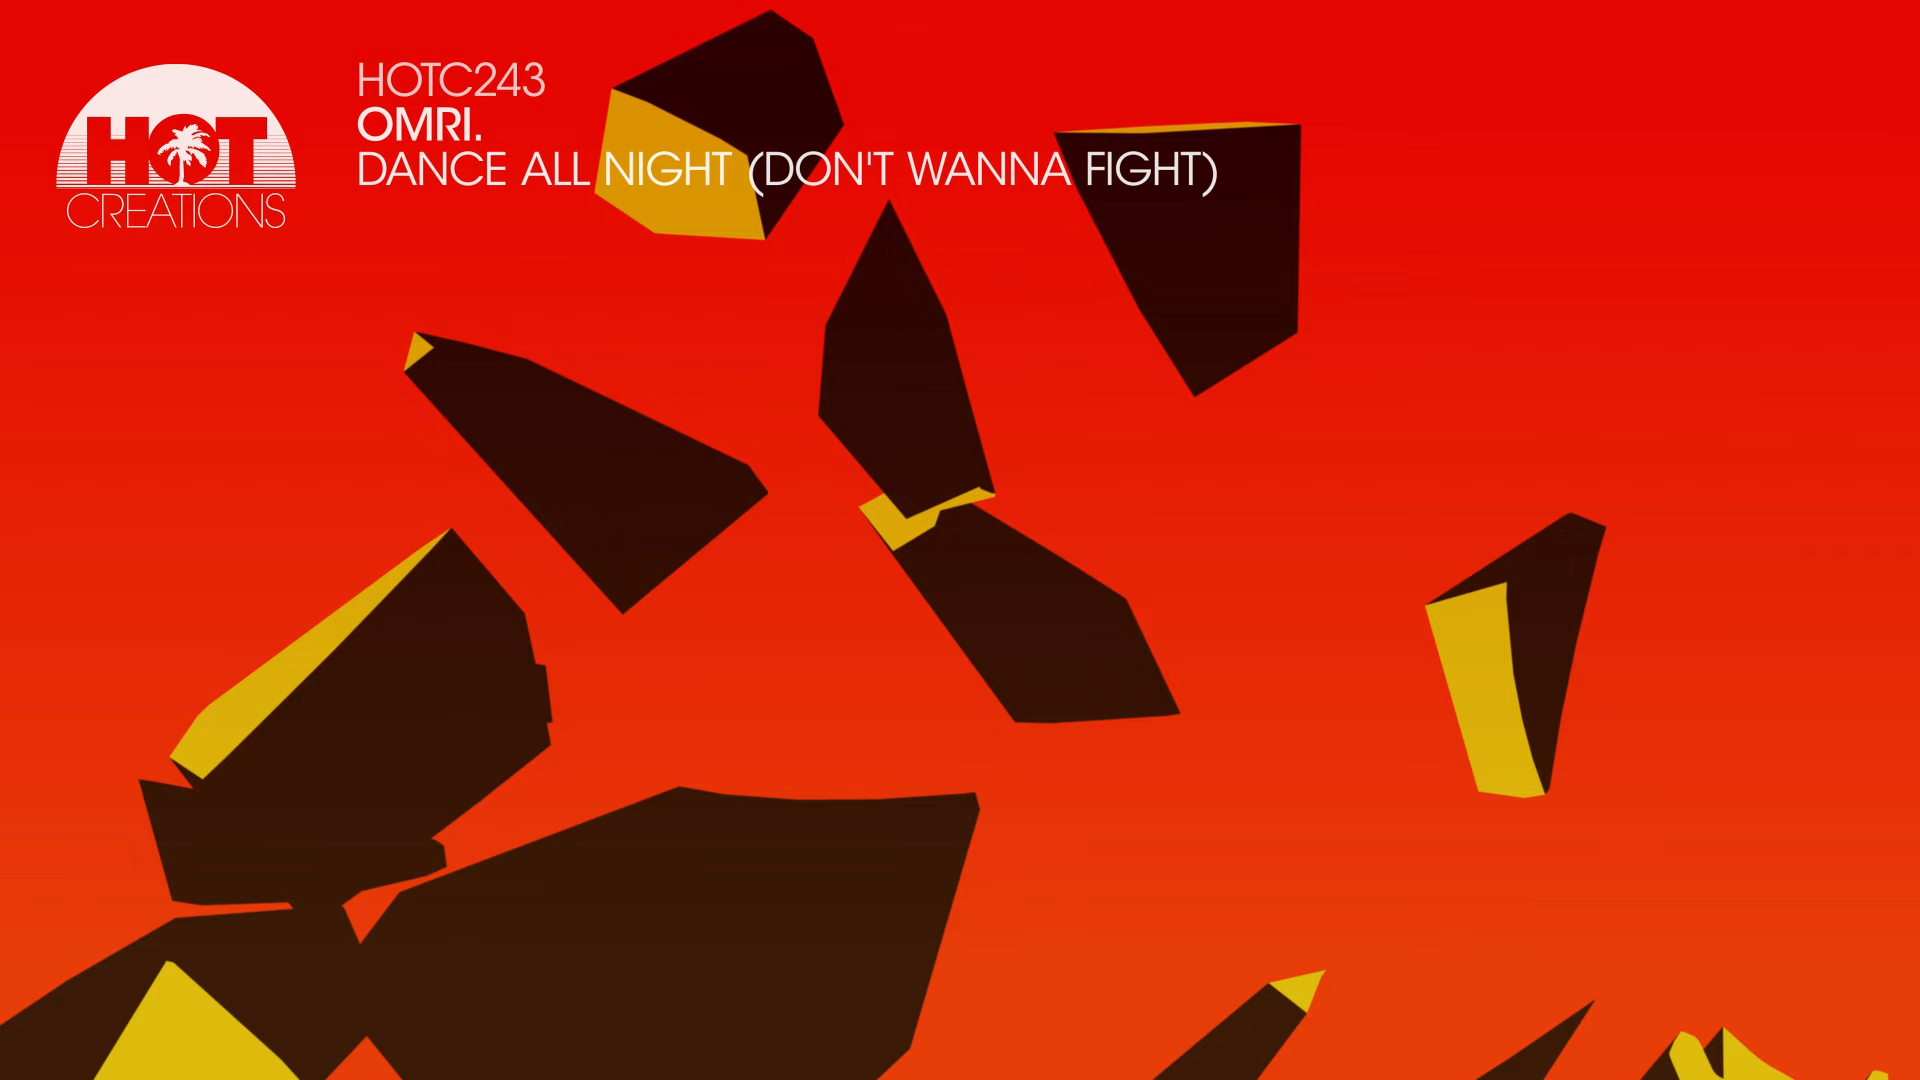 HOT
CREATIONS
HOTC243
OMRI.
DANCE ALL NIGHT (DON'T WANNA FIGHT)